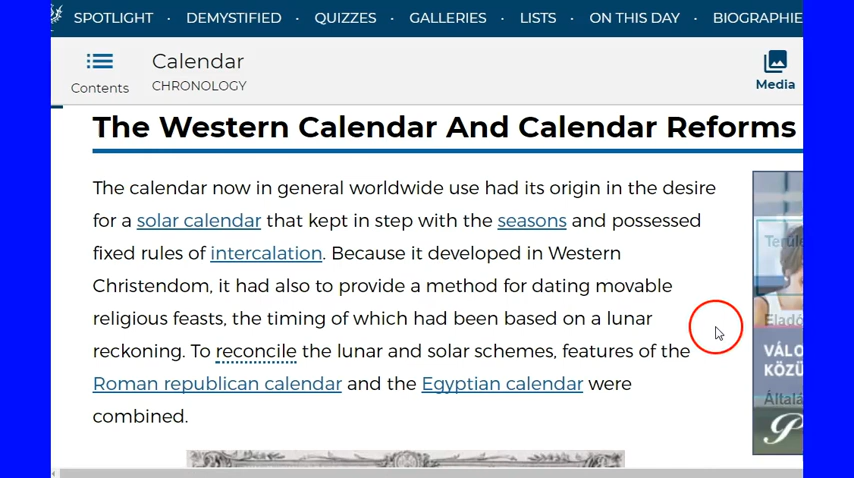 SPOTLIGHT · DEMYSTIFIED · QUIZZES · GALLERIES · LISTS · ON THIS DAY · BIOGRAPHIE
Contents
Calendar
CHRONOLOGY
Media
The Western Calendar And Calendar Reforms
The calendar now in general worldwide use had its origin in the desire
for a solar calendar that kept in step with the seasons and possessed
fixed rules of intercalation. Because it developed in Western
Christendom, it had also to provide a method for dating movable
religious feasts, the timing of which had been based on a lunar
reckoning. To reconcile the lunar and solar schemes, features of the
Roman republican calendar and the Egyptian calendar were
combined.
Terüle
Eladó
VÁLO
KÖZÜ
Általá
P